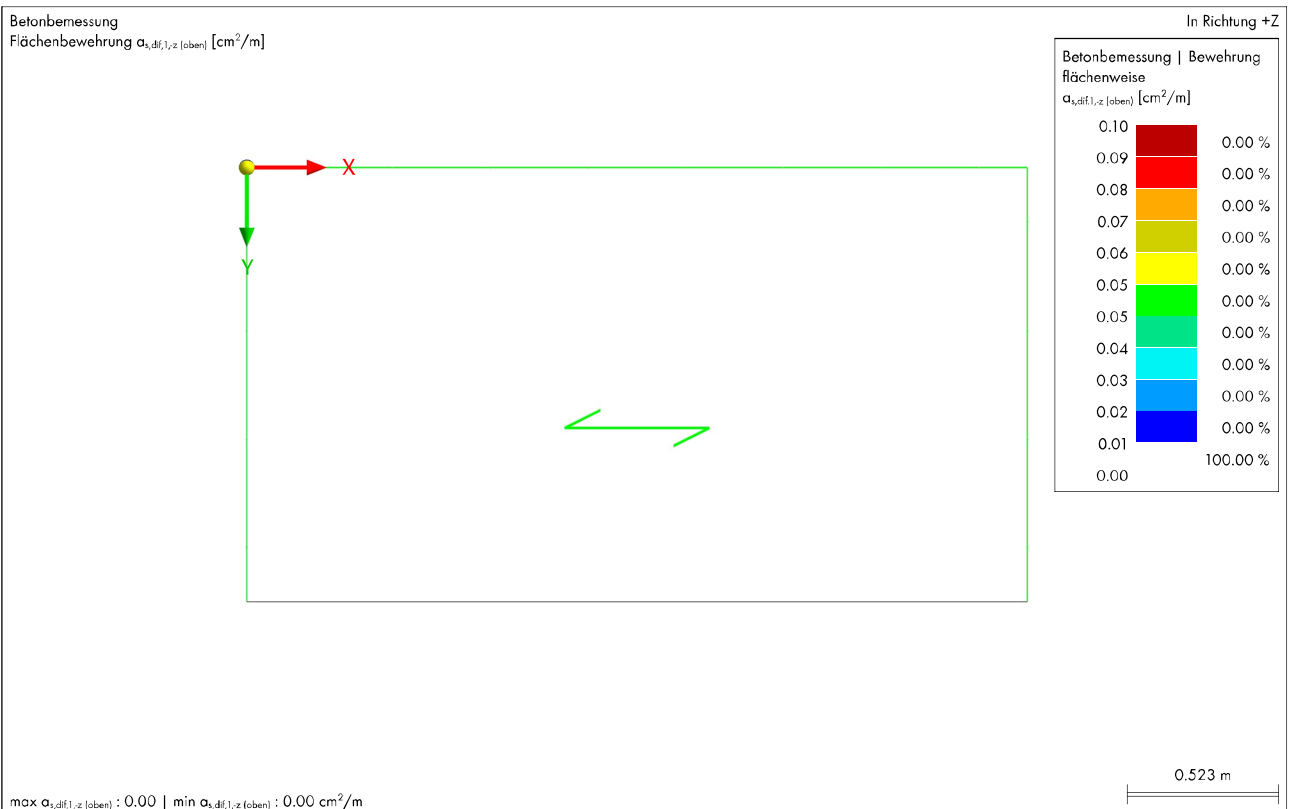 Betonbemessung
Flächenbewehrung as,dif,1,-z (oben) [cm²/m]
In Richtung +Z
Betonbemessung | Bewehrung
flächenweise
as,dif,1,-z (oben) [cm²/m]
0.10
0.00 %
0.09
0.00 %
0.08
0.00 %
0.07
0.00 %
0.06
0.00 %
0.05
0.00 %
0.05
0.00 %
0.04
0.00 %
0.03
0.00 %
0.02
0.00 %
0.01
100.00 %
0.00
X
Y
0.523 m
max as,dif,1,-z (oben) : 0.00 | min as,dif,1,-z (oben) : 0.00 cm²/m